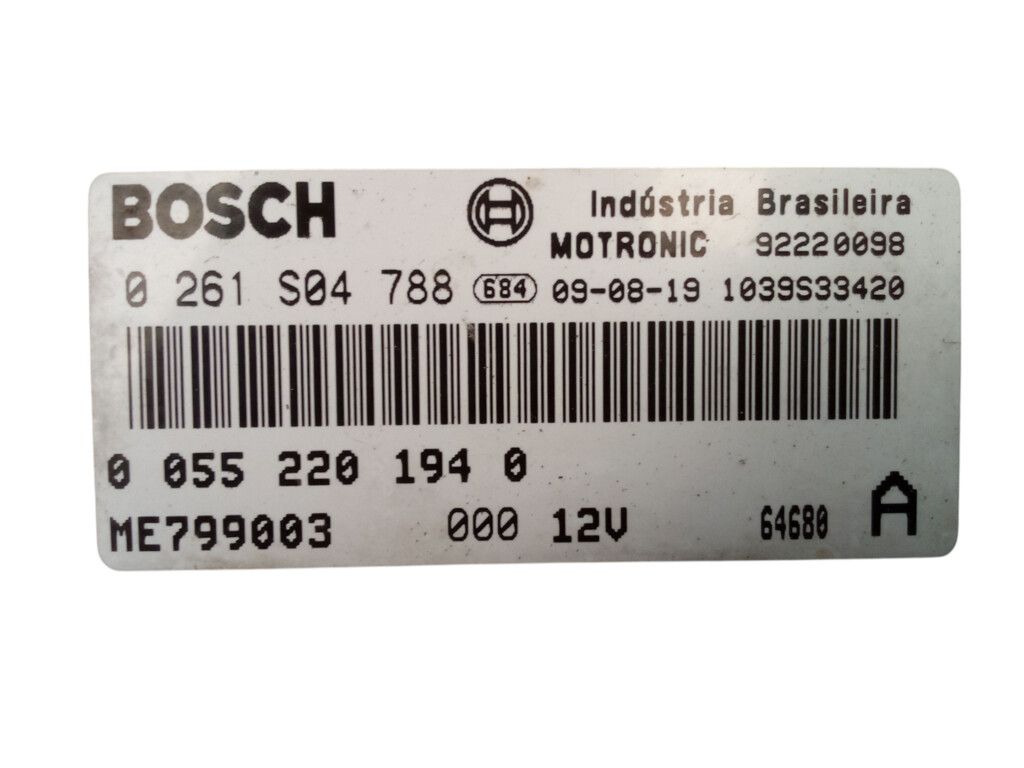 BOSCH Indústria Brasileira
MOTRONIC 92220098
0 261 S04 788 684 09-08-19 1039S33420
0 055 220 194 0
ME799003 000 12V 64680 A